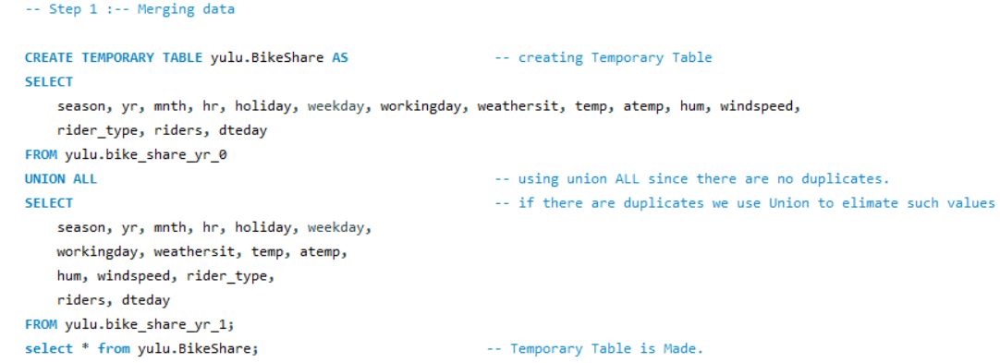 -- Step 1 :-- Merging data
CREATE TEMPORARY TABLE yulu.BikeShare AS -- creating Temporary Table
SELECT
season, yr, mnth, hr, holiday, weekday, workingday, weathersit, temp, atemp, hum, windspeed,
rider_type, riders, dteday
FROM yulu.bike_share_yr_0
UNION ALL -- using union ALL since there are no duplicates.
SELECT -- if there are duplicates we use Union to elimate such values
season, yr, mnth, hr, holiday, weekday,
workingday, weathersit, temp, atemp,
hum, windspeed, rider_type,
riders, dteday
FROM yulu.bike_share_yr_1;
select * from yulu.BikeShare; -- Temporary Table is Made.